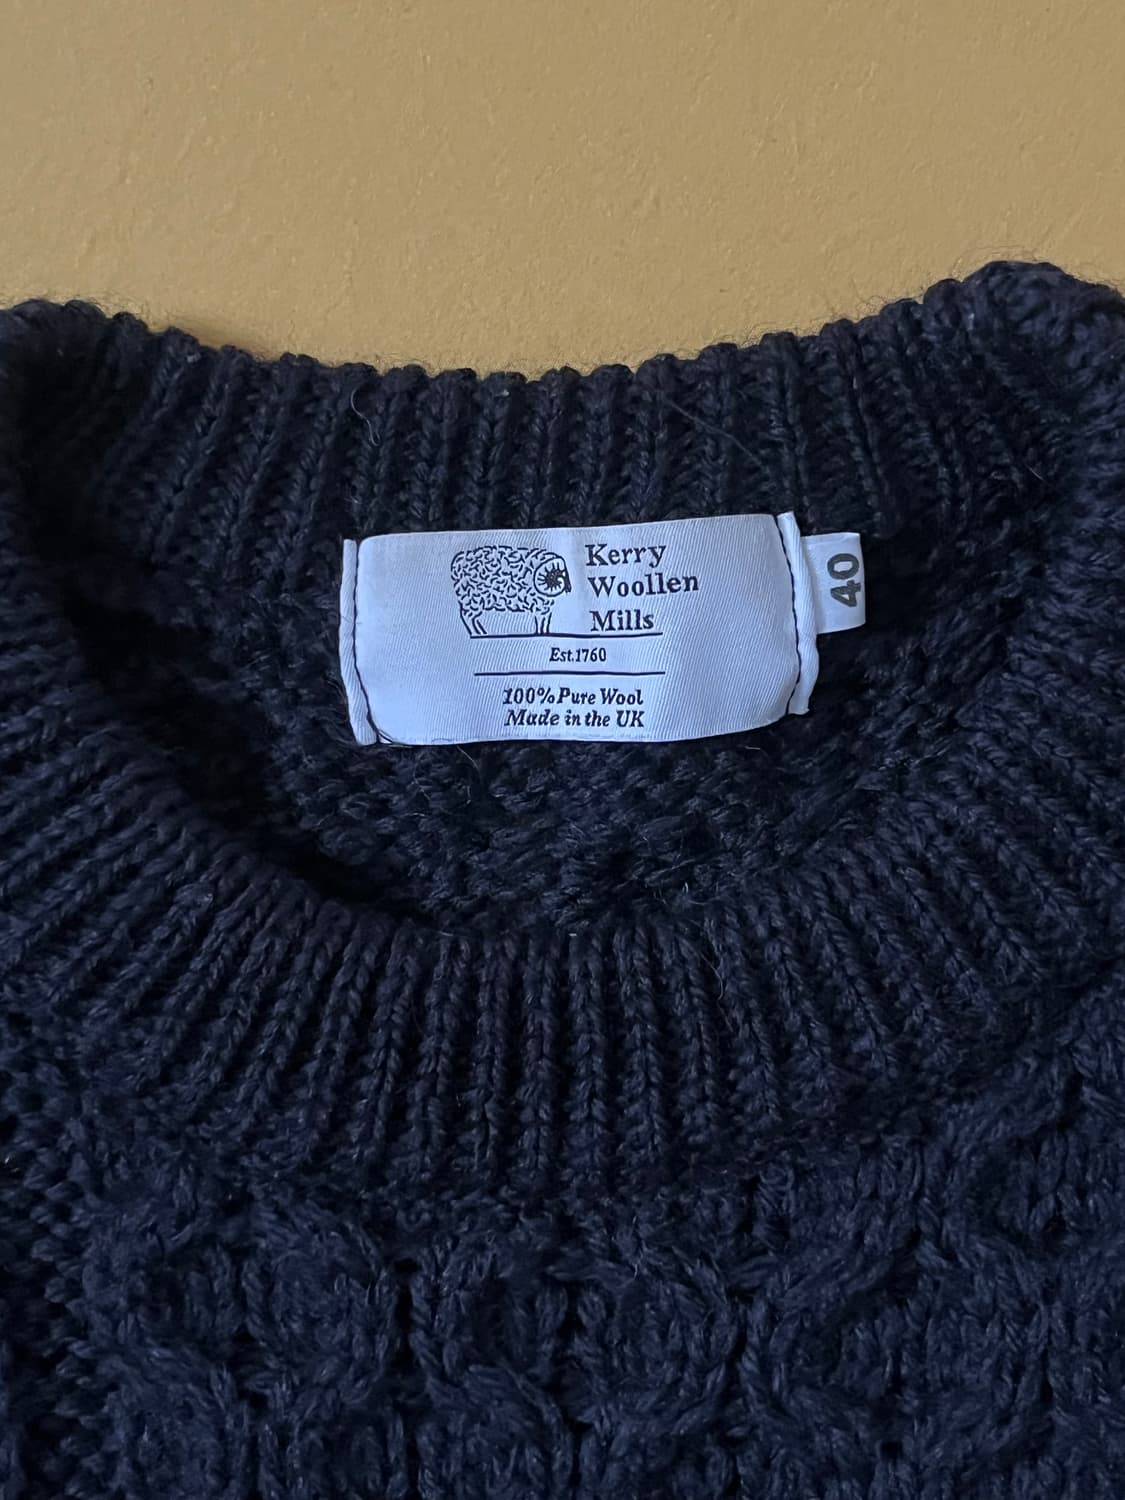 Kerry
Woollen
Mills
Est.1760
100% Pure Wool
Made in the UK
40